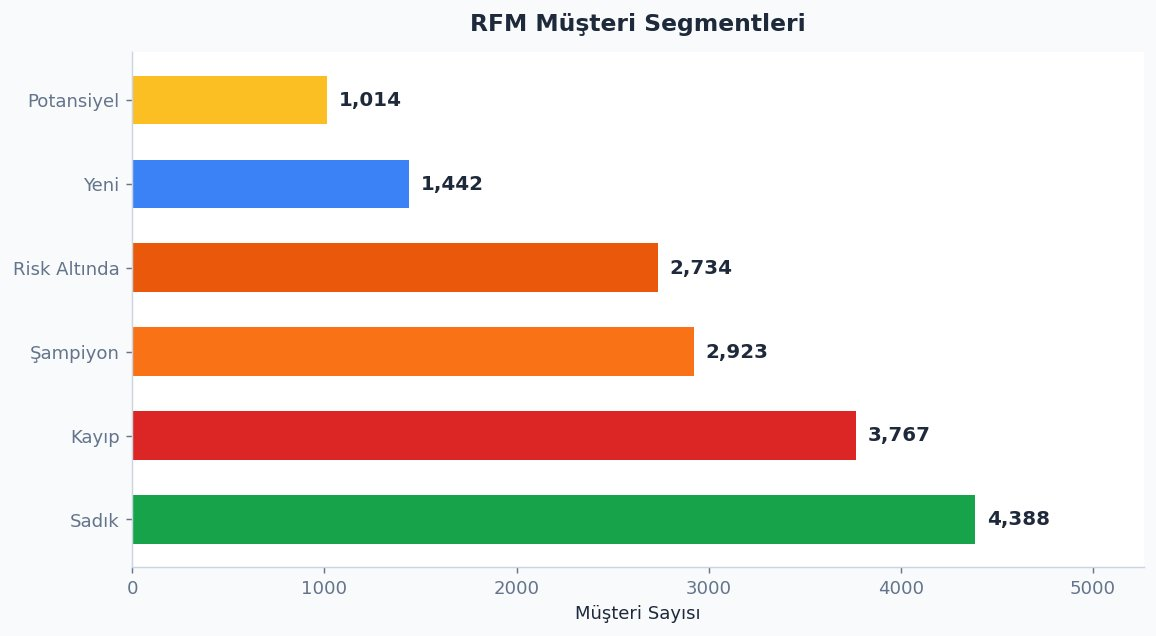 RFM Müşteri Segmentleri
Potansiyel 1,014
Yeni 1,442
Risk Altında 2,734
Şampiyon 2,923
Kayıp 3,767
Sadık 4,388
0 1000 2000 3000 4000 5000
Müşteri Sayısı